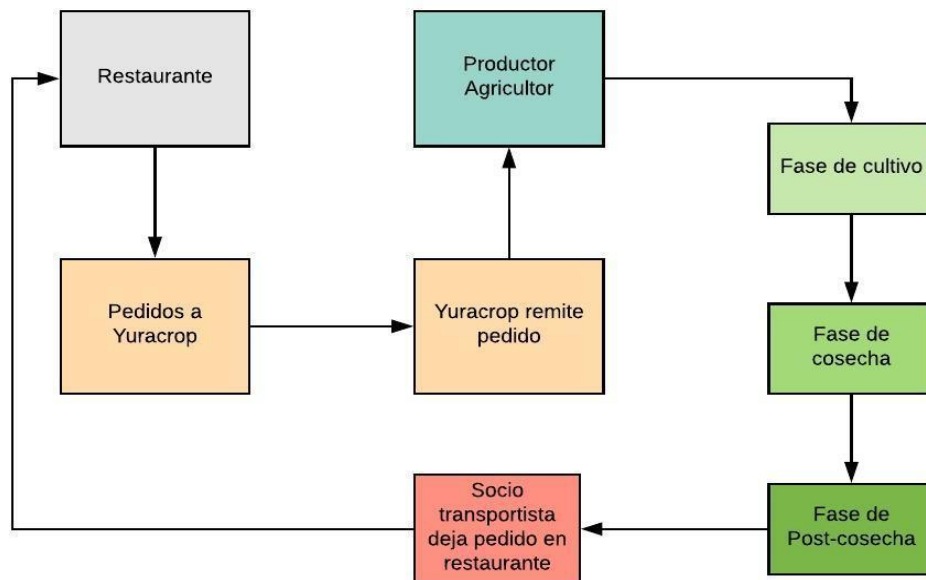 Restaurante
Productor
Agricultor
Fase de cultivo
Pedidos a
Yuracrop
Yuracrop remite
pedido
Fase de
cosecha
Socio
transportista
deja pedido en
restaurante
Fase de
Post-cosecha